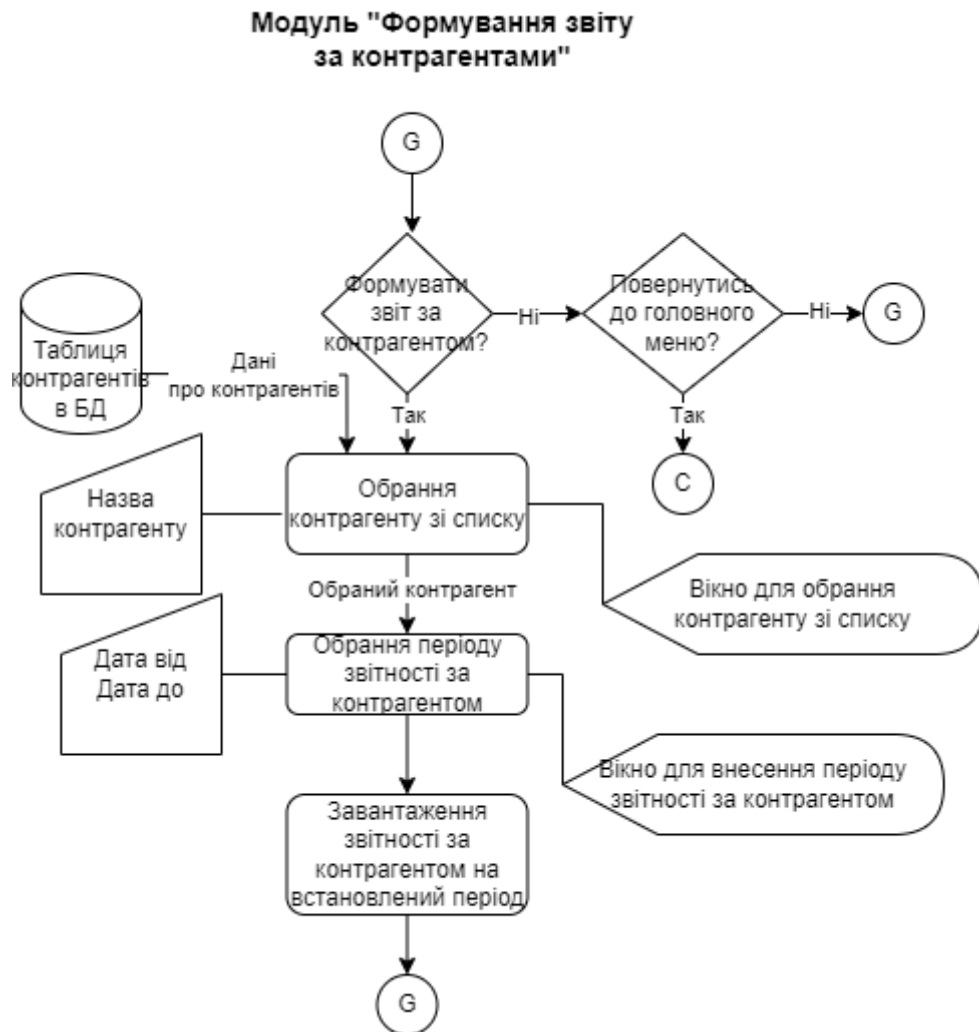 Модуль "Формування звіту
за контрагентами"
G
Формувати
звіт за
контрагентом?
Ні
Повернутись
до головного
меню?
Ні
G
Таблиця
контрагентів
в БД
Дані
про контрагентів
Так
Так
C
Назва
контрагенту
Обрання
контрагенту зі списку
Обраний контрагент
Вікно для обрання
контрагенту зі списку
Дата від
Дата до
Обрання періоду
звітності за
контрагентом
Вікно для внесення періоду
звітності за контрагентом
Завантаження
звітності за
контрагентом на
встановлений період
G